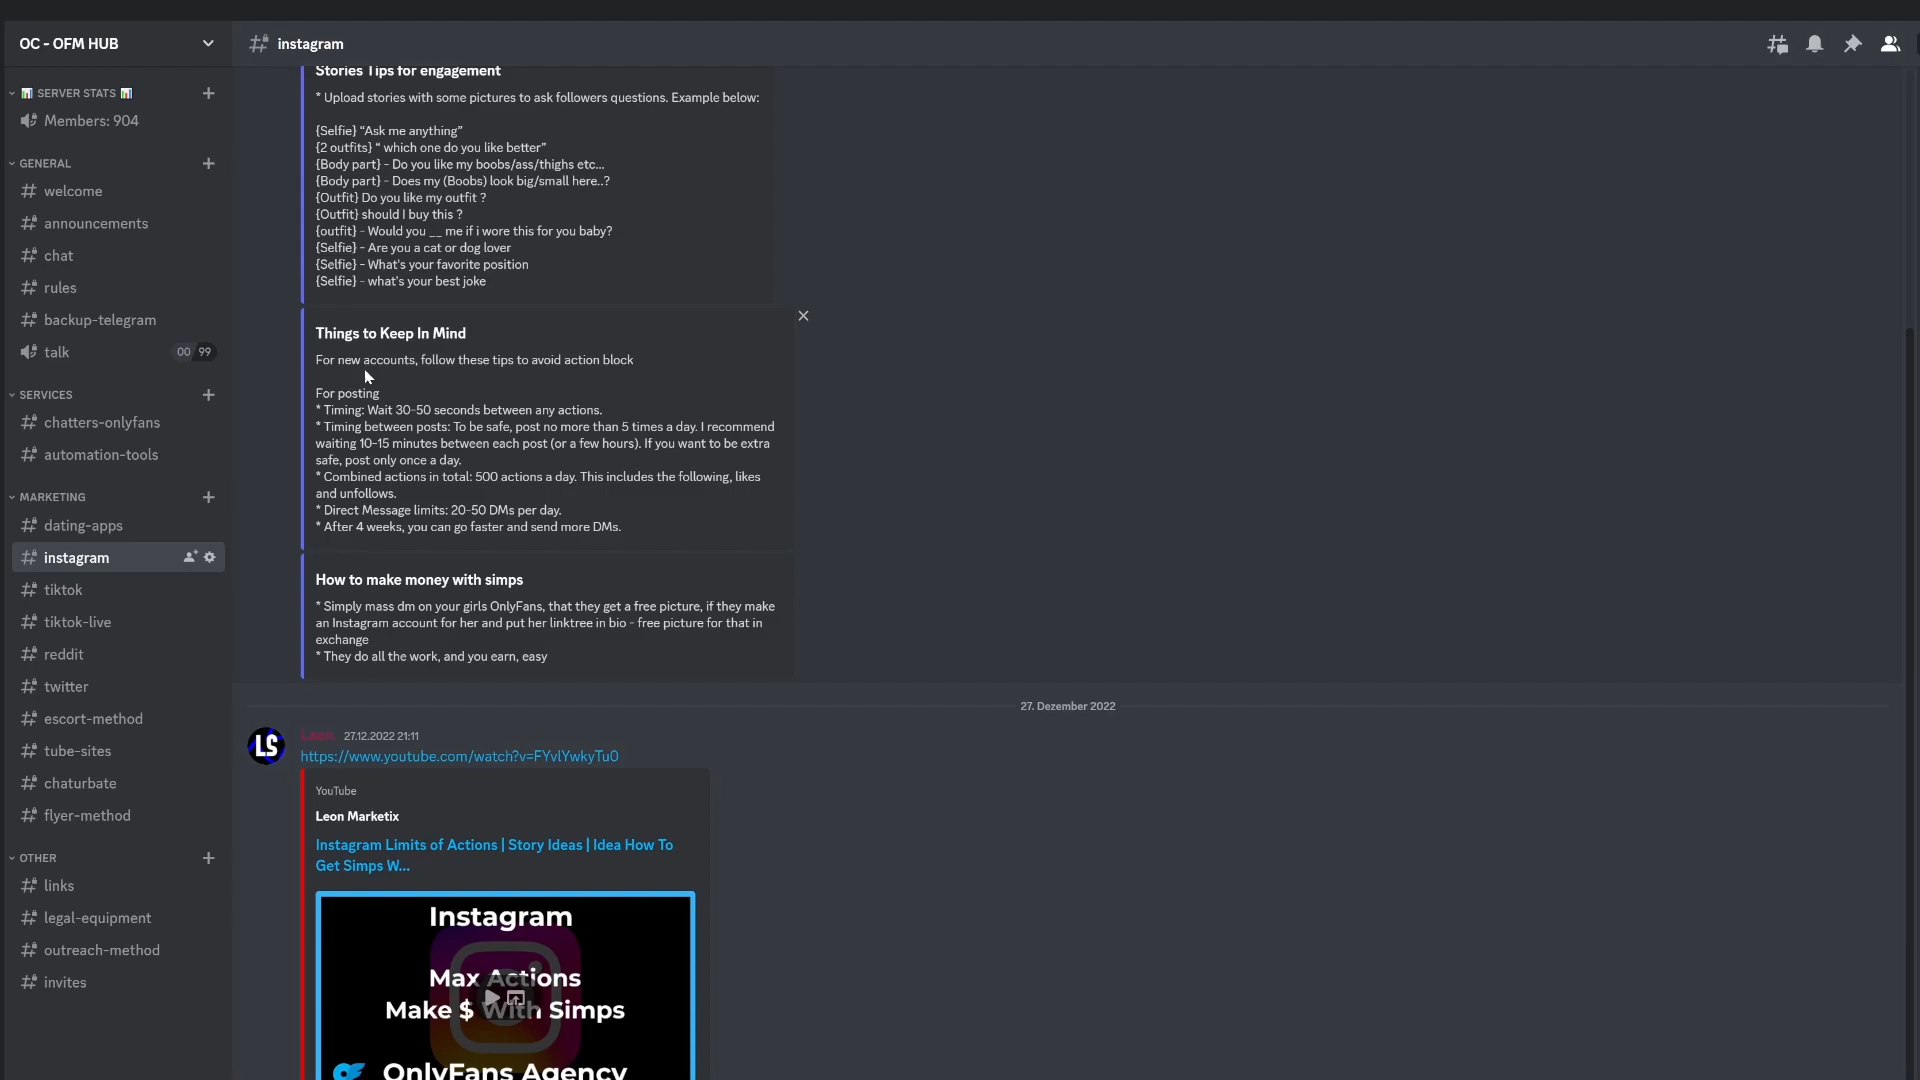 OC - OFM HUB
instagram
SERVER STATS
Members: 904
GENERAL
welcome
announcements
chat
rules
backup-telegram
talk
00 99
SERVICES
chatters-onlyfans
automation-tools
MARKETING
dating-apps
instagram
tiktok
tiktok-live
reddit
twitter
escort-method
tube-sites
chaturbate
flyer-method
OTHER
links
legal-equipment
outreach-method
invites
Stories Tips for engagement
* Upload stories with some pictures to ask followers questions. Example below:
{Selfie} “Ask me anything”
{2 outfits} “ which one do you like better”
{Body part} - Do you like my boobs/ass/thighs etc...
{Body part} - Does my (Boobs) look big/small here..?
{Outfit} Do you like my outfit ?
{Outfit} should I buy this ?
{outfit} - Would you __ me if i wore this for you baby?
{Selfie} - Are you a cat or dog lover
{Selfie} - What's your favorite position
{Selfie} - what's your best joke
Things to Keep In Mind
For new accounts, follow these tips to avoid action block
For posting
* Timing: Wait 30-50 seconds between any actions.
* Timing between posts: To be safe, post no more than 5 times a day. I recommend
waiting 10-15 minutes between each post (or a few hours). If you want to be extra
safe, post only once a day.
* Combined actions in total: 500 actions a day. This includes the following, likes
and unfollows.
* Direct Message limits: 20-50 DMs per day.
* After 4 weeks, you can go faster and send more DMs.
How to make money with simps
* Simply mass dm on your girls OnlyFans, that they get a free picture, if they make
an Instagram account for her and put her linktree in bio - free picture for that in
exchange
* They do all the work, and you earn, easy
27. Dezember 2022
LS
Leon 27.12.2022 21:11
https://www.youtube.com/watch?v=FYvlYwkyTu0
YouTube
Leon Marketix
Instagram Limits of Actions | Story Ideas | Idea How To
Get Simps W...
Instagram
Max Actions
Make $ With Simps
OnlyFans Agency